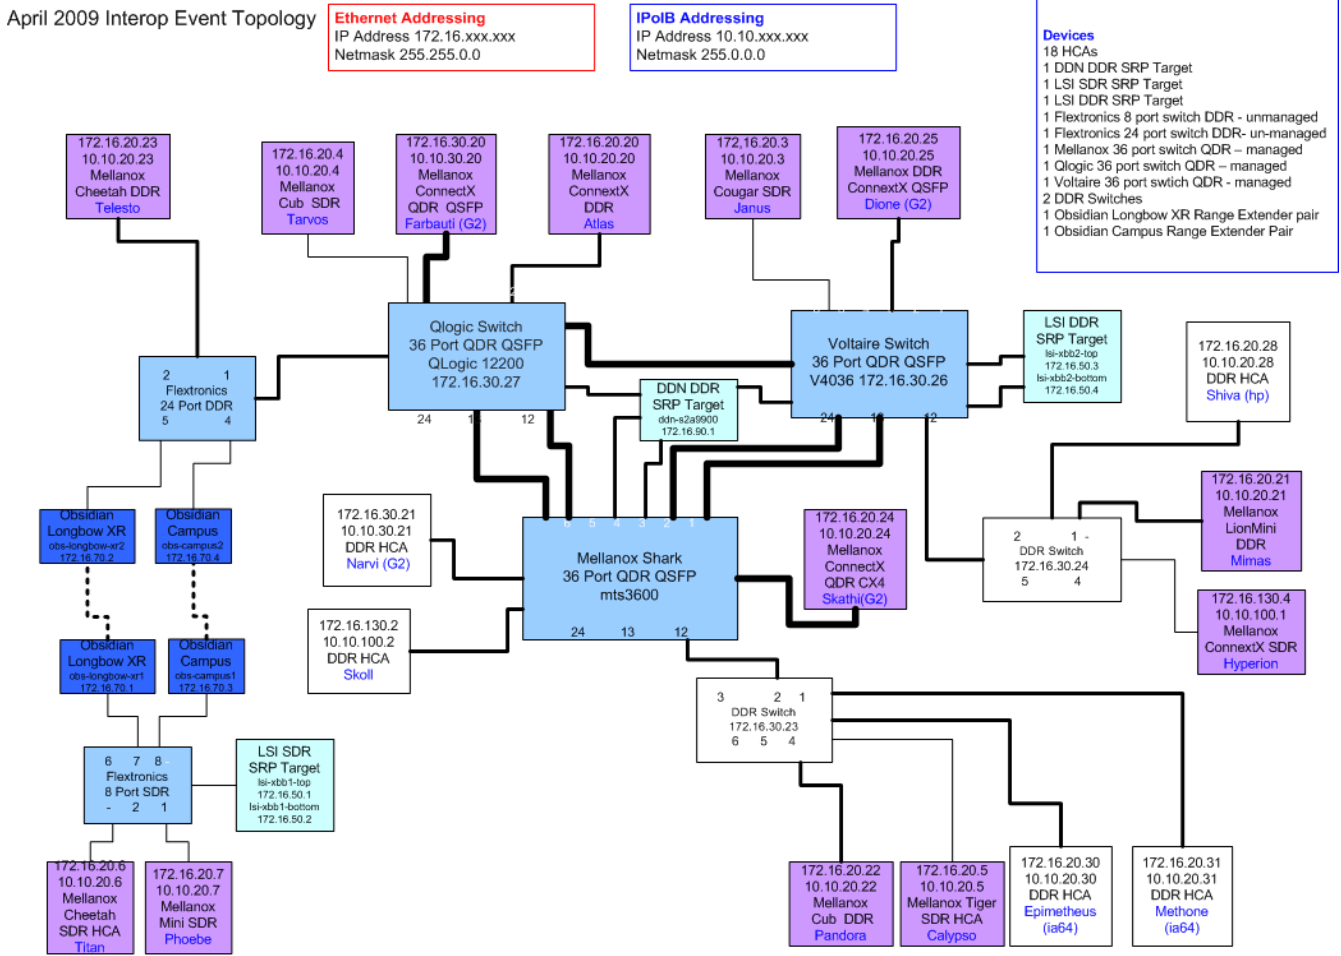 April 2009 Interop Event Topology
Ethernet Addressing
IP Address 172.16.xxx.xxx
Netmask 255.255.0.0
IPoIB Addressing
IP Address 10.10.xxx.xxx
Netmask 255.0.0.0
Devices
18 HCAs
1 DDN DDR SRP Target
1 LSI SDR SRP Target
1 LSI DDR SRP Target
1 Flextronics 8 port switch DDR - unmanaged
1 Flextronics 24 port switch DDR- un-managed
1 Mellanox 36 port switch QDR – managed
1 Qlogic 36 port switch QDR – managed
1 Voltaire 36 port swtich QDR - managed
2 DDR Switches
1 Obsidian Longbow XR Range Extender pair
1 Obsidian Campus Range Extender Pair
172.16.20.23
10.10.20.23
Mellanox
Cheetah DDR
Telesto
172.16.20.4
10.10.20.4
Mellanox
Cub SDR
Tarvos
172.16.30.20
10.10.30.20
Mellanox
ConnectX
QDR QSFP
Farbauti (G2)
172.16.20.20
10.10.20.20
Mellanox
ConnextX
DDR
Atlas
172,16.20.3
10.10.20.3
Mellanox
Cougar SDR
Janus
172.16.20.25
10.10.20.25
Mellanox DDR
ConnextX QSFP
Dione (G2)
Qlogic Switch
36 Port QDR QSFP
QLogic 12200
172.16.30.27
24
12
Voltaire Switch
36 Port QDR QSFP
V4036 172.16.30.26
24
12
LSI DDR
SRP Target
lsi-xbb2-top
172.16.50.3
lsi-xbb2-bottom
172.16.50.4
172.16.20.28
10.10.20.28
DDR HCA
Shiva (hp)
2 1
Flextronics
24 Port DDR
5 4
DDN DDR
SRP Target
ddn-s2a9900
172.16.90.1
Obsidian
Longbow XR
obs-longbow-xr2
172.16.70.2
Obsidian
Campus
obs-campus2
172.16.70.4
172.16.30.21
10.10.30.21
DDR HCA
Narvi (G2)
6 5 4 3 2 1
Mellanox Shark
36 Port QDR QSFP
mts3600
24 13 12
172.16.20.24
10.10.20.24
Mellanox
ConnectX
QDR CX4
Skathi(G2)
2 1 -
DDR Switch
172.16.30.24
5 4
172.16.20.21
10.10.20.21
Mellanox
LionMini
DDR
Mimas
172.16.130.4
10.10.100.1
Mellanox
ConnextX SDR
Hyperion
172.16.130.2
10.10.100.2
DDR HCA
Skoll
Obsidian
Longbow XR
obs-longbow-xr1
172.16.70.1
Obsidian
Campus
obs-campus1
172.16.70.3
3 2 1
DDR Switch
172.16.30.23
6 5 4
6 7 8 -
Flextronics
8 Port SDR
- 2 1
LSI SDR
SRP Target
lsi-xbb1-top
172.16.50.1
lsi-xbb1-bottom
172.16.50.2
172.16.20.6
10.10.20.6
Mellanox
Cheetah
SDR HCA
Titan
172.16.20.7
10.10.20.7
Mellanox
Mini SDR
Phoebe
172.16.20.22
10.10.20.22
Mellanox
Cub DDR
Pandora
172.16.20.5
10.10.20.5
Mellanox Tiger
SDR HCA
Calypso
172.16.20.30
10.10.20.30
DDR HCA
Epimetheus
(ia64)
172.16.20.31
10.10.20.31
DDR HCA
Methone
(ia64)